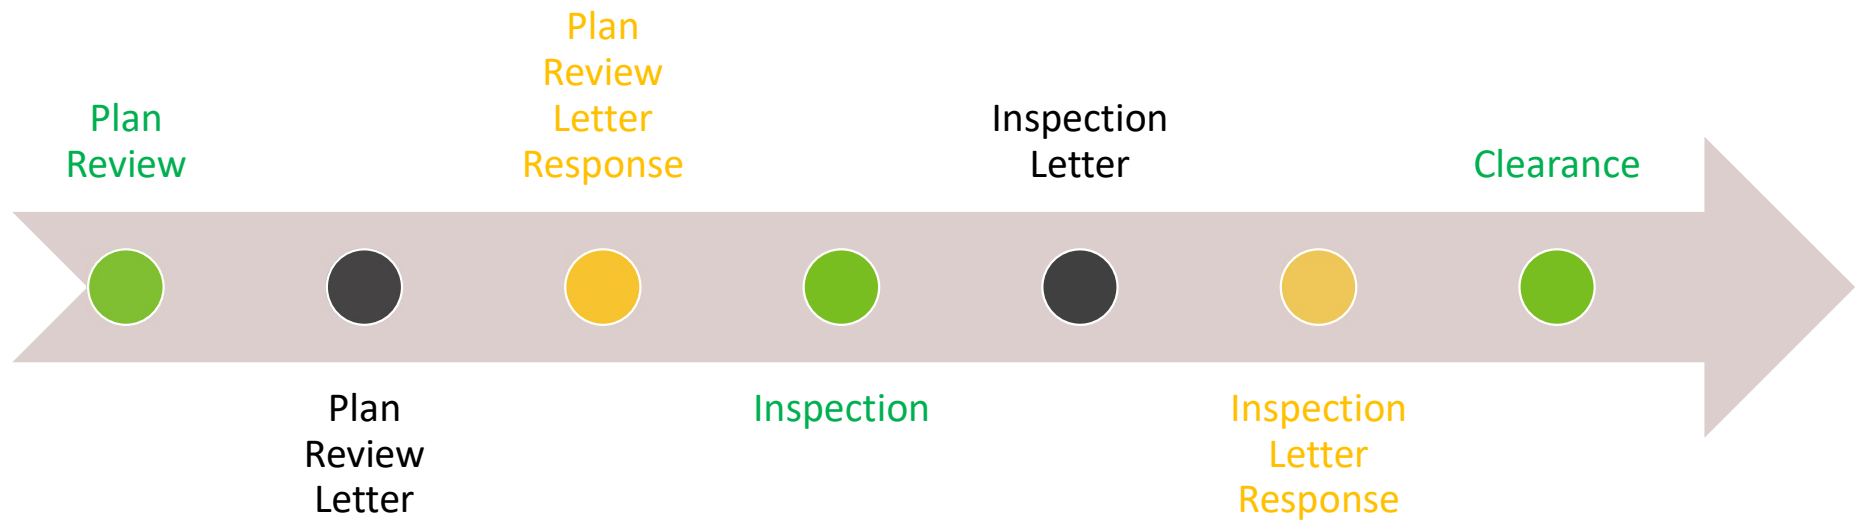 Plan
Review
Plan
Review
Letter
Plan
Review
Letter
Response
Inspection
Inspection
Letter
Inspection
Letter
Response
Clearance